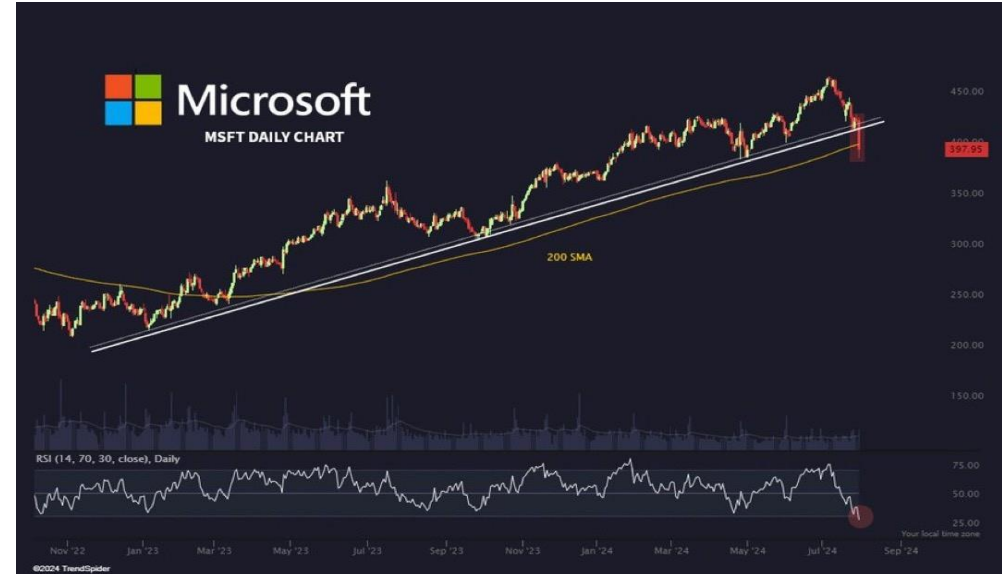 Microsoft
MSFT DAILY CHART
450.00
400.00
397.95
350.00
300.00
200 SMA
250.00
200.00
150.00
RSI (14, 70, 30, close), Daily
75.00
50.00
25.00
Your local time zone
Nov '22 Jan '23 Mar '23 May '23 Jul '23 Sep '23 Nov '23 Jan '24 Mar '24 May '24 Jul '24 Sep '24
©2024 TrendSpider